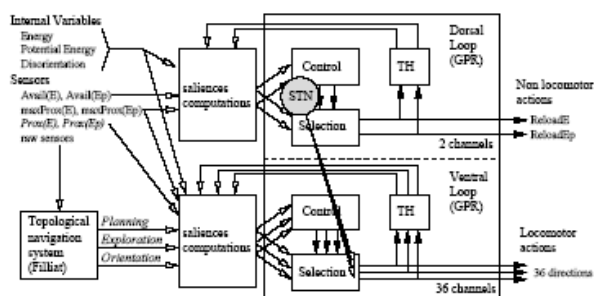 Internal Variables
Energy
Potential Energy
Disorientation
Sensors
Avail(E), Avail(Ep)
maxProx(E), maxProx(Ep)
Prox(E), Prox(Ep)
raw sensors
Topological
navigation
system
(Filliat)
Planning
Exploration
Orientation
saliences
computations
Control
STN
Selection
TH
Dorsal
Loop
(GPR)
2 channels
Non locomotor
actions
ReloadE
ReloadEp
saliences
computations
Control
Selection
TH
Ventral
Loop
(GPR)
36 channels
Locomotor
actions
36 directions